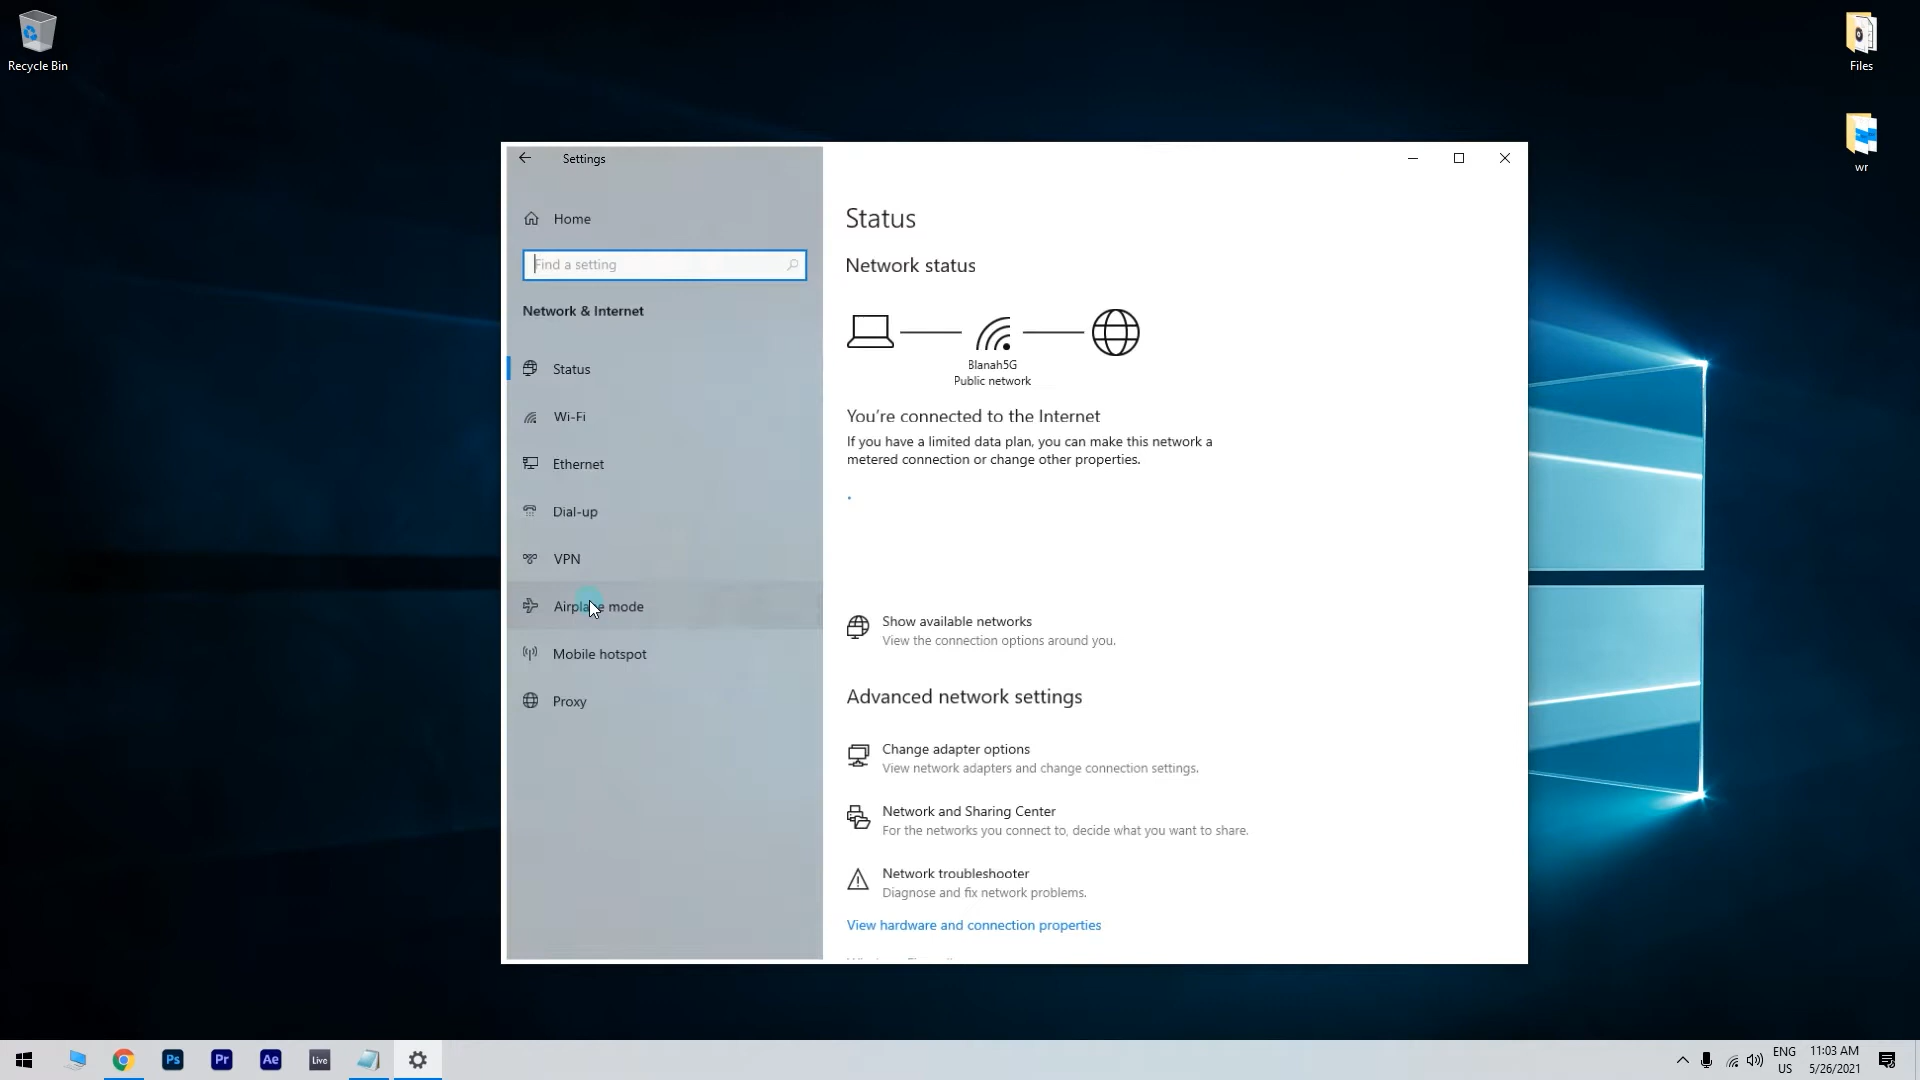 Recycle Bin
Files
wr
Settings
Home
Find a setting
Network & Internet
Status
Wi-Fi
Ethernet
Dial-up
VPN
Airplane mode
Mobile hotspot
Proxy
Status
Network status
Blanah5G
Public network
You're connected to the Internet
If you have a limited data plan, you can make this network a
metered connection or change other properties.
Show available networks
View the connection options around you.
Advanced network settings
Change adapter options
View network adapters and change connection settings.
Network and Sharing Center
For the networks you connect to, decide what you want to share.
Network troubleshooter
Diagnose and fix network problems.
View hardware and connection properties
Ps
Pr
Ae
Live
ENG
US
11:03 AM
5/26/2021